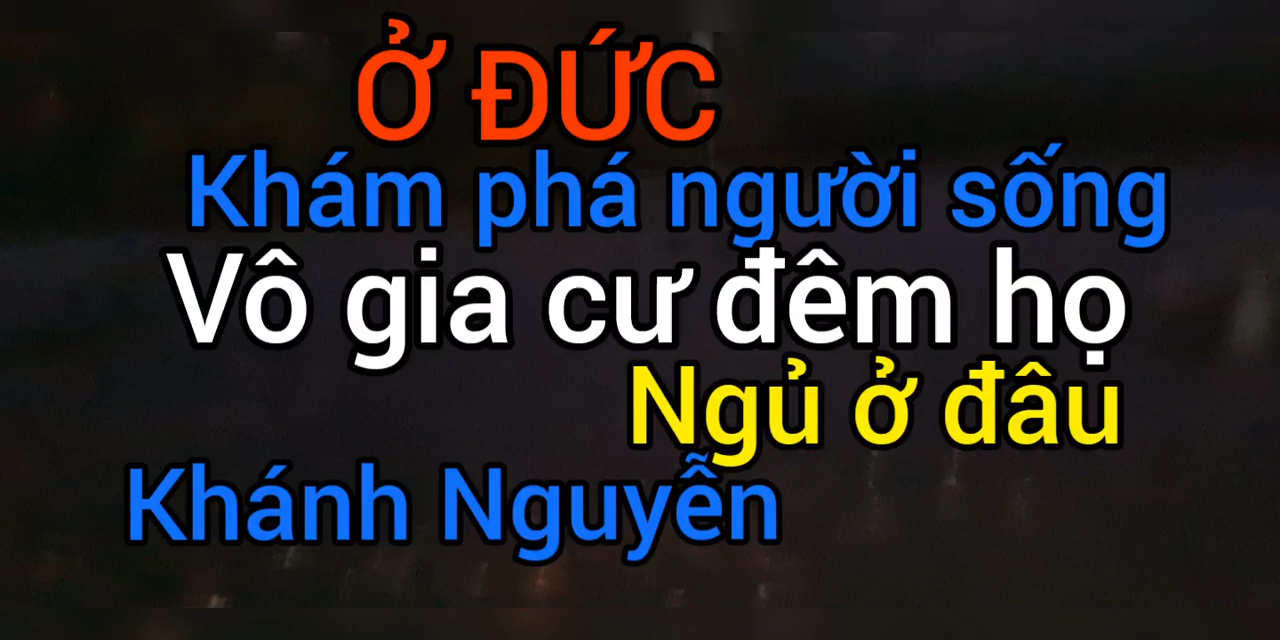 Ở ĐỨC
Khám phá người sống
Vô gia cư đêm họ
Ngủ ở đâu
Khánh Nguyễn